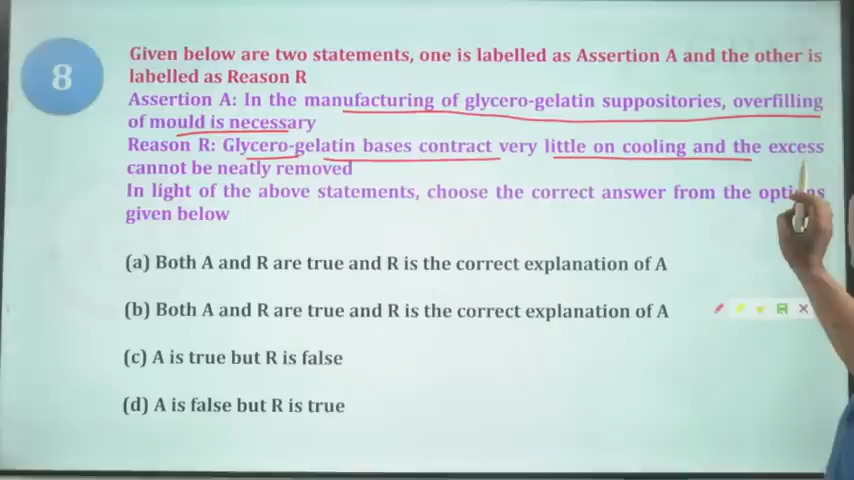 8
Given below are two statements, one is labelled as Assertion A and the other is
labelled as Reason R
Assertion A: In the manufacturing of glycero-gelatin suppositories, overfilling
of mould is necessary
Reason R: Glycero-gelatin bases contract very little on cooling and the excess
cannot be neatly removed
In light of the above statements, choose the correct answer from the options
given below
(a) Both A and R are true and R is the correct explanation of A
(b) Both A and R are true and R is the correct explanation of A
(c) A is true but R is false
(d) A is false but R is true